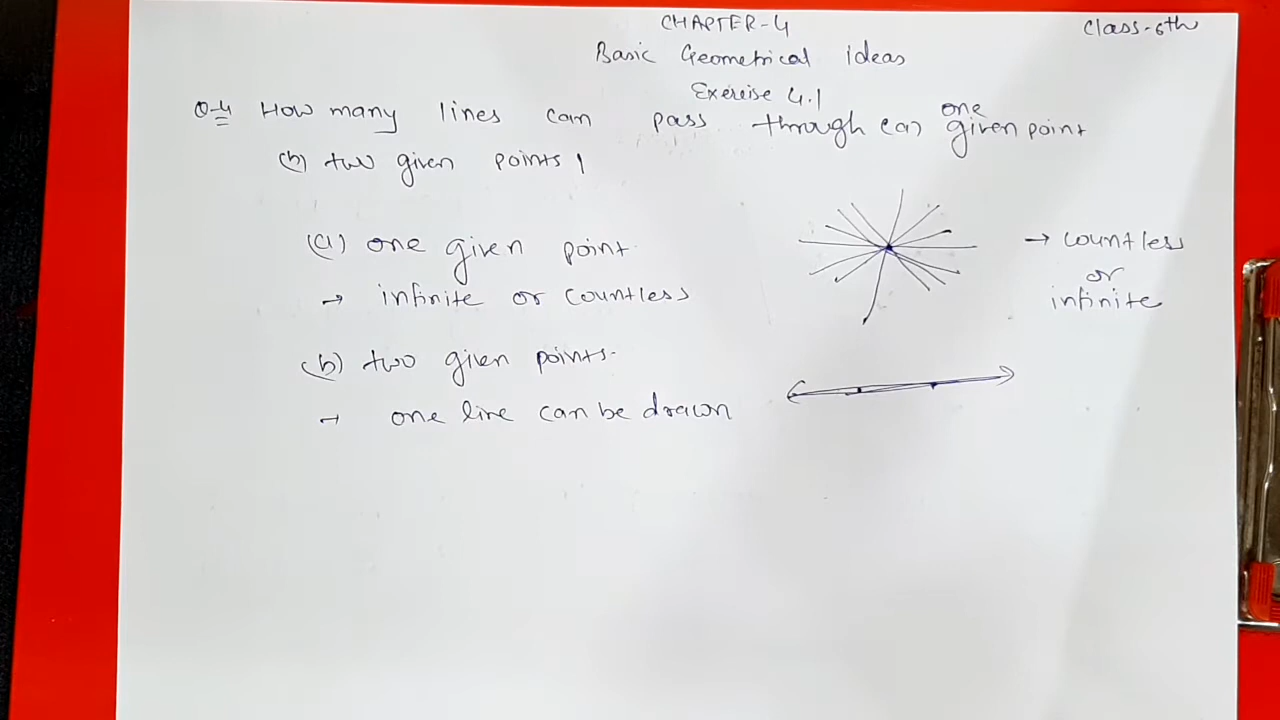 CHAPTER-4
Class-6th
Basic Geometrical ideas
Exercise 4.1
Q-4 How many lines can pass through (a) one given point
(b) two given points,
(a) one given point.
→ infinite or countless
→ countless
or
infinite
(b) two given points.
→ one line can be drawn